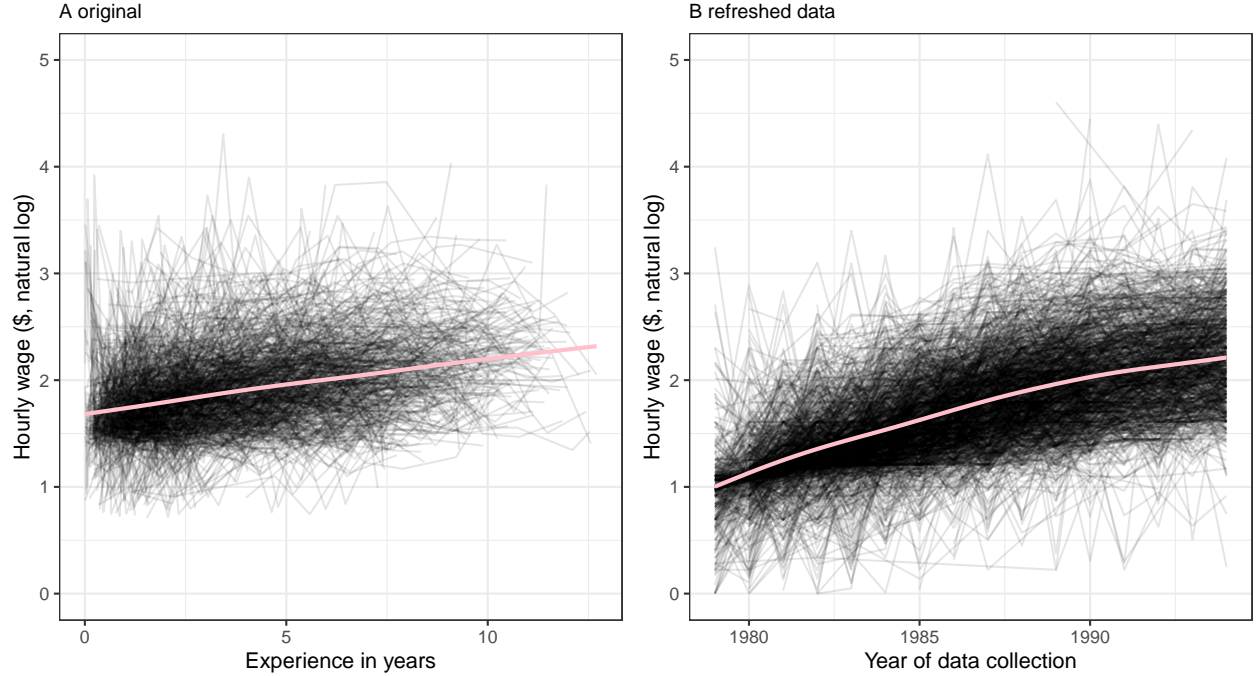 A original
5
4
3
2
1
0
Hourly wage ($, natural log)
0 5 10
Experience in years
B refreshed data
5
4
3
2
1
0
Hourly wage ($, natural log)
1980 1985 1990
Year of data collection